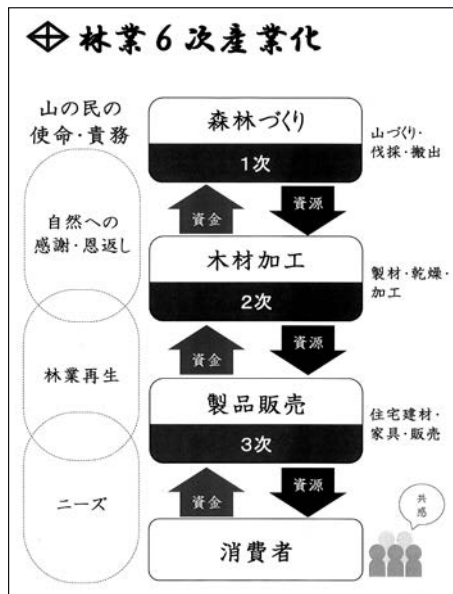 林業6次産業化
山の民の
使命・貴務
森林づくり
1次
山づくり・
伐採・搬出
資金
資源
自然への
感謝・恩返し
木材加工
2次
製材・乾燥・
加工
資金
資源
林業再生
製品販売
3次
住宅建材・
家具・販売
資金
資源
ニーズ
消費者
共感